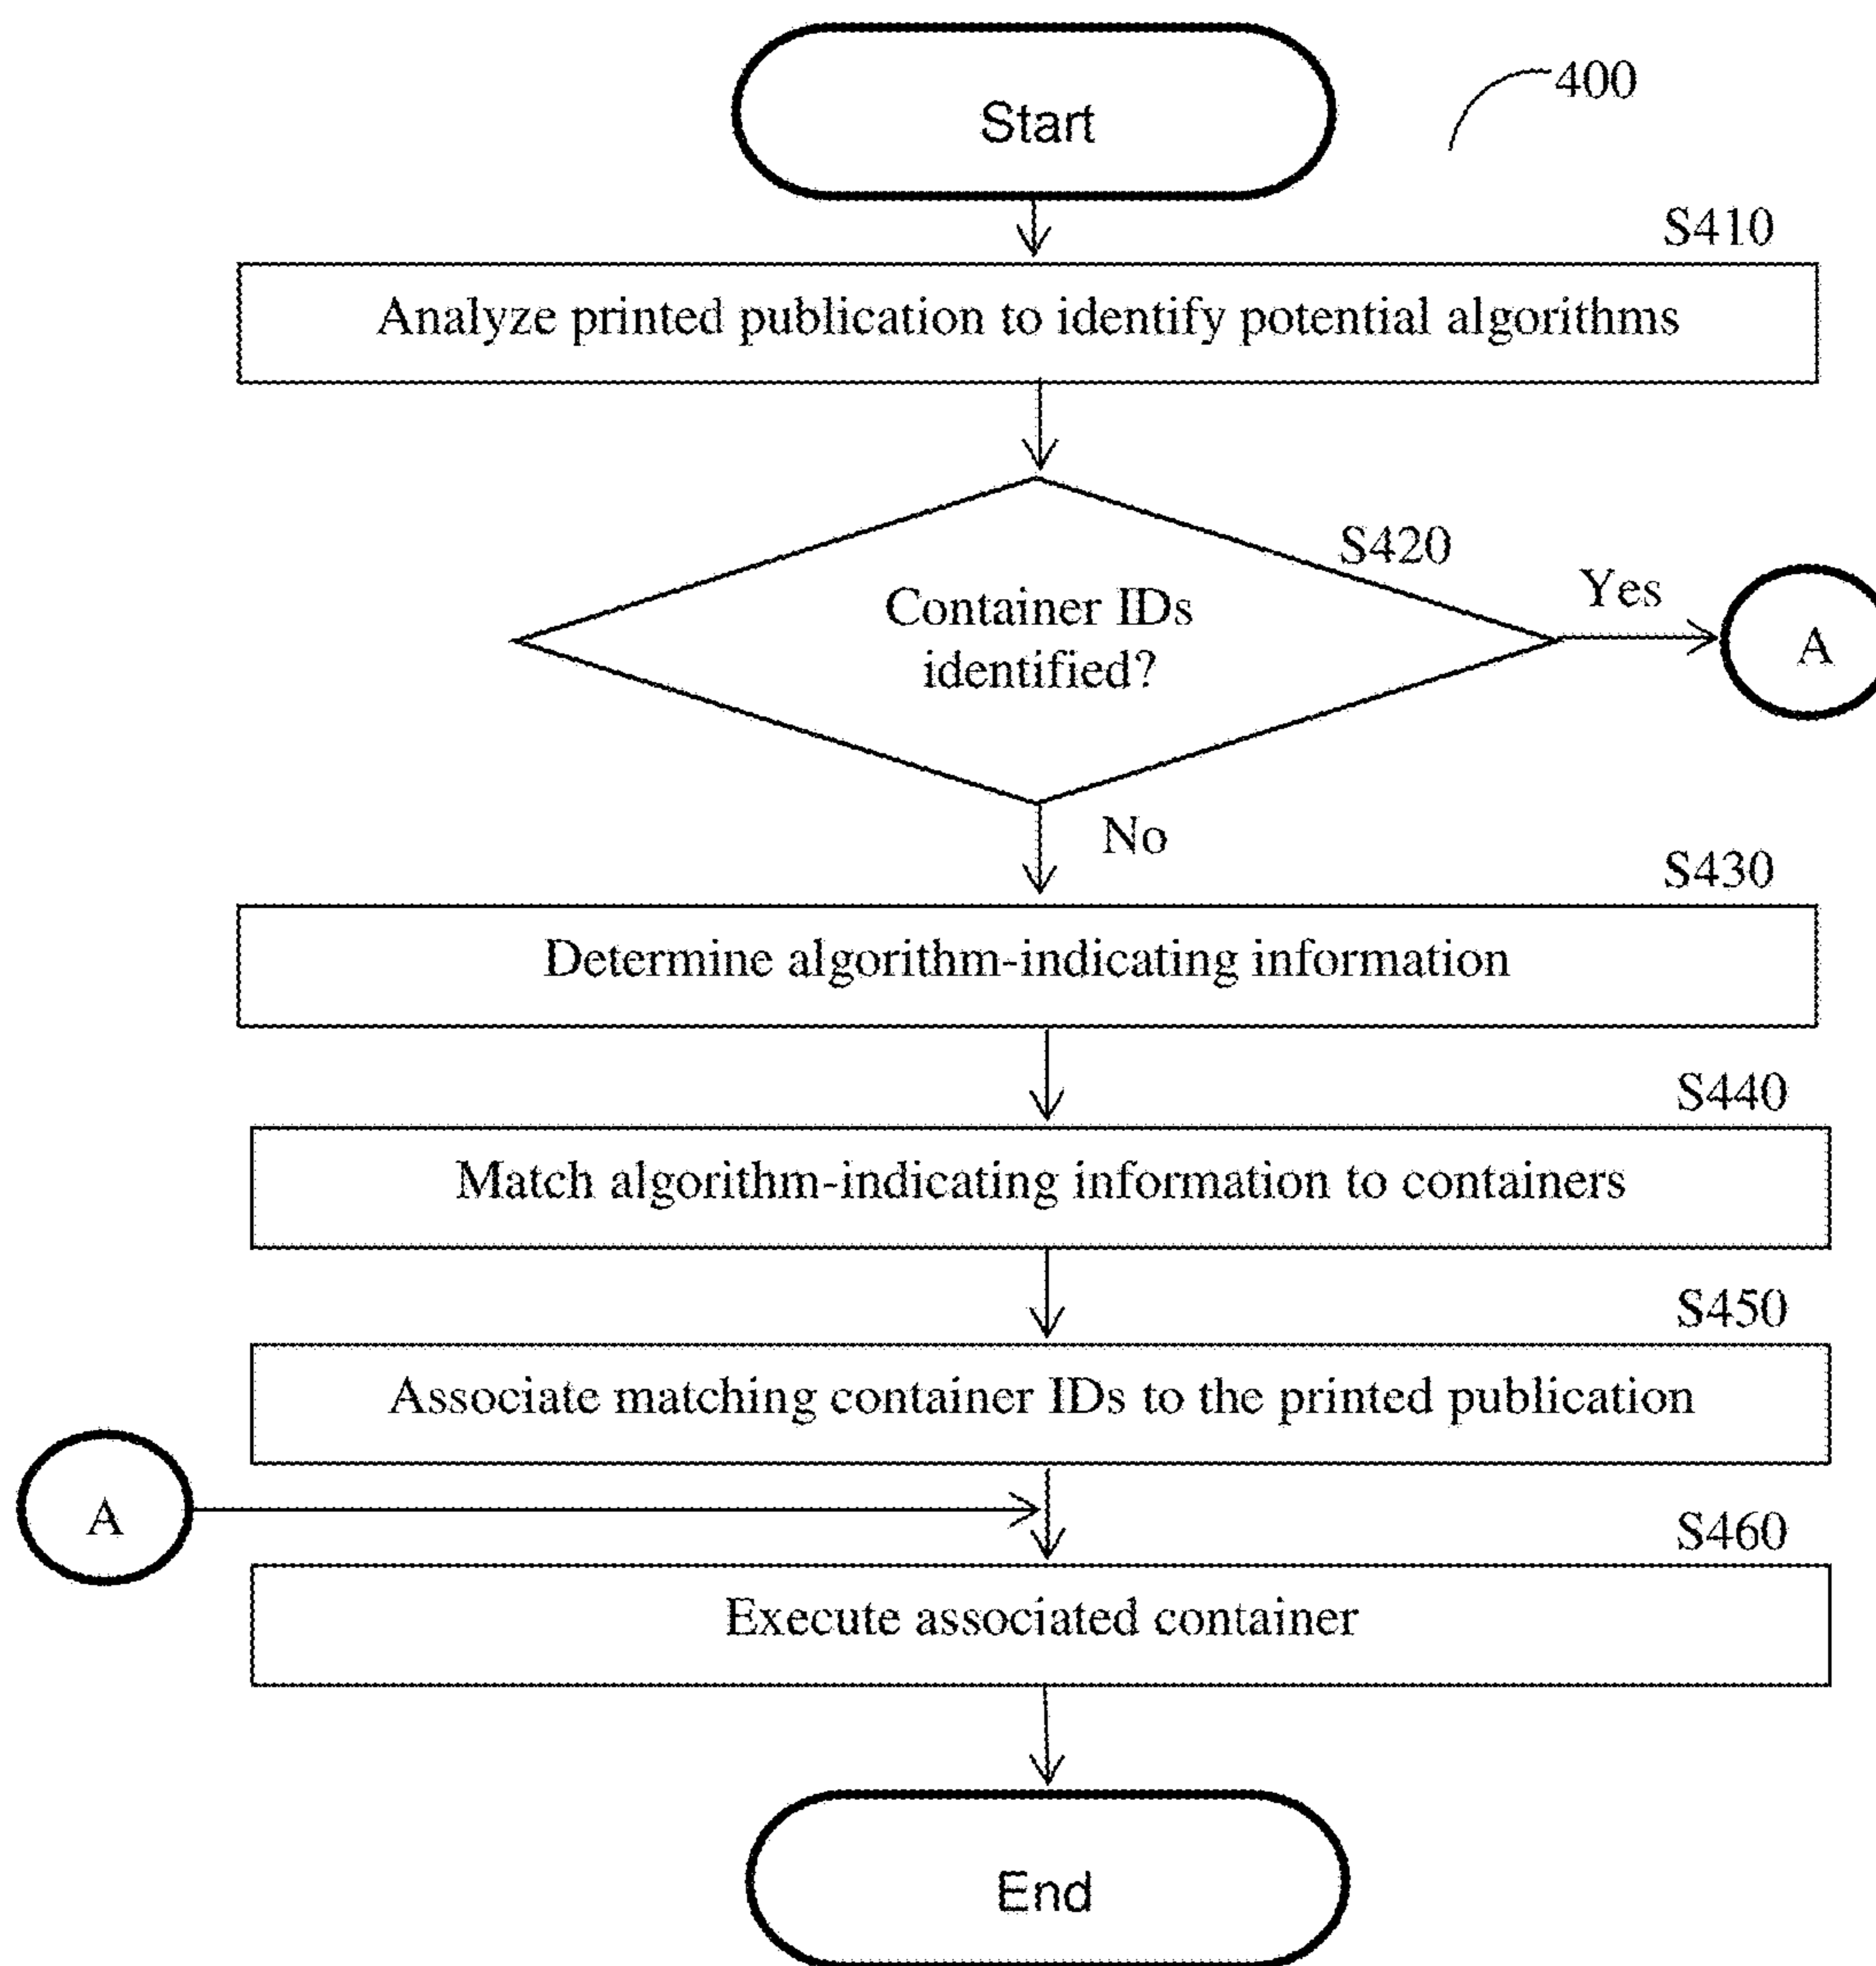 Start
400
S410
Analyze printed publication to identify potential algorithms
S420
Container IDs
identified?
Yes
A
No
S430
Determine algorithm-indicating information
S440
Match algorithm-indicating information to containers
S450
Associate matching container IDs to the printed publication
A
S460
Execute associated container
End